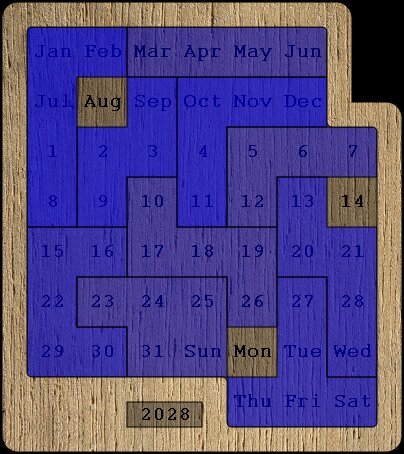 Jan Feb Mar Apr May Jun
Jul Aug Sep Oct Nov Dec
1 2 3 4 5 6 7
8 9 10 11 12 13 14
15 16 17 18 19 20 21
22 23 24 25 26 27 28
29 30 31 Sun Mon Tue Wed
Thu Fri Sat
2028